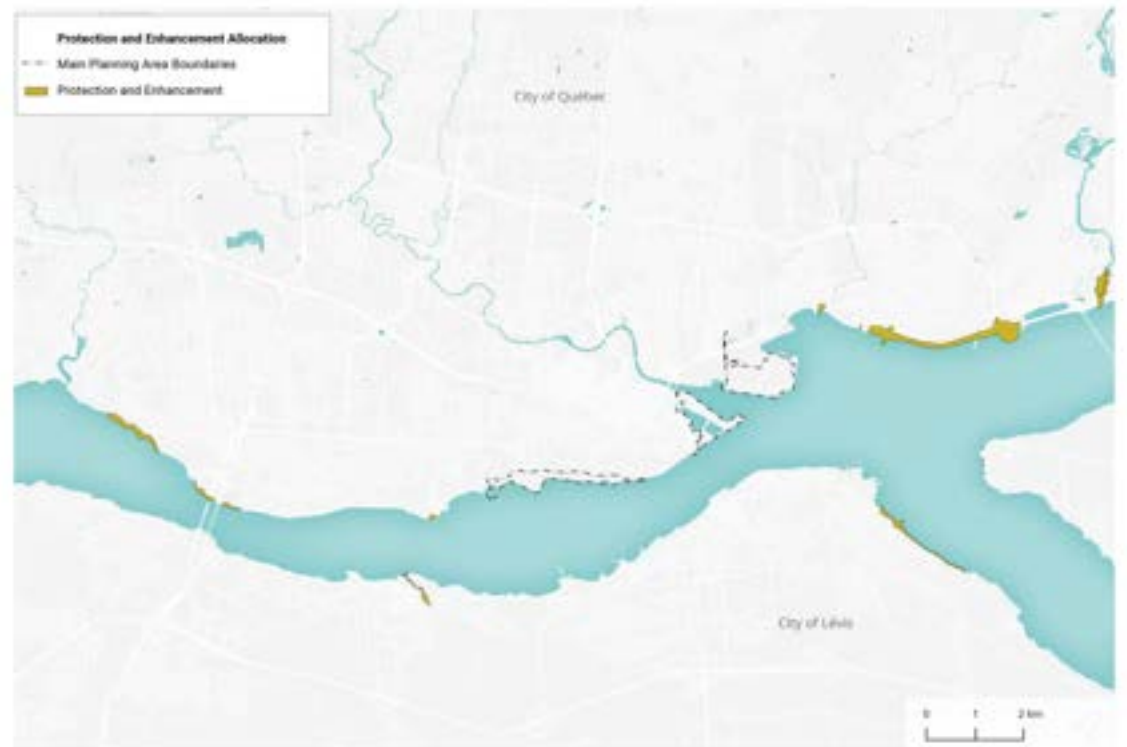 Protection and Enhancement Allocation
Main Planning Area Boundaries
Protection and Enhancement
City of Québec
City of Lévis
0 1 2 km